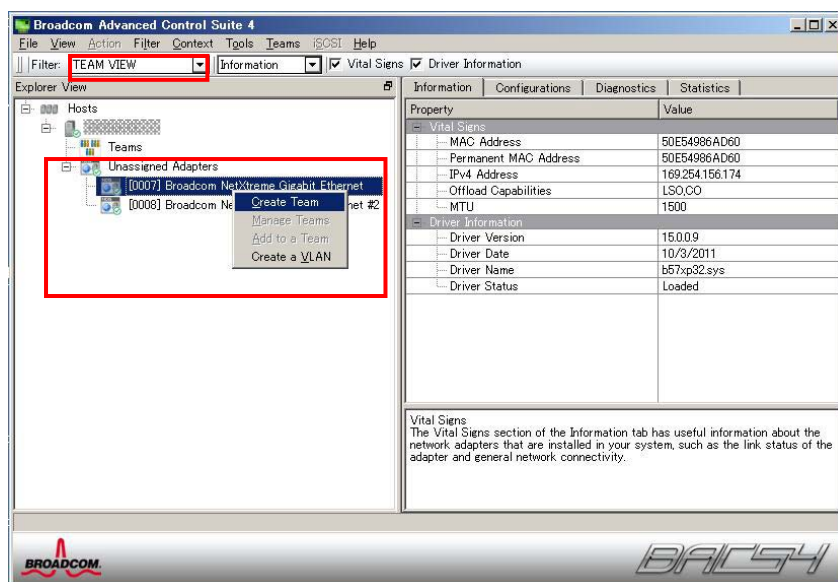 Broadcom Advanced Control Suite 4
File View Action Filter Context Tools Teams iSCSI Help
Filter: TEAM VIEW Information Vital Signs Driver Information
Explorer View
Hosts
Teams
Unassigned Adapters
[0007] Broadcom NetXtreme Gigabit Ethernet
[0008] Broadcom Ne
net #2
Create Team
Manage Teams
Add to a Team
Create a VLAN
Information Configurations Diagnostics Statistics
Property Value
Vital Signs
MAC Address 50E54986AD60
Permanent MAC Address 50E54986AD60
IPv4 Address 169.254.156.174
Offload Capabilities LSO,CO
MTU 1500
Driver Information
Driver Version 15.0.0.9
Driver Date 10/3/2011
Driver Name b57xp32.sys
Driver Status Loaded
Vital Signs
The Vital Signs section of the Information tab has useful information about the
network adapters that are installed in your system, such as the link status of the
adapter and general network connectivity.
BROADCOM.
BACS4